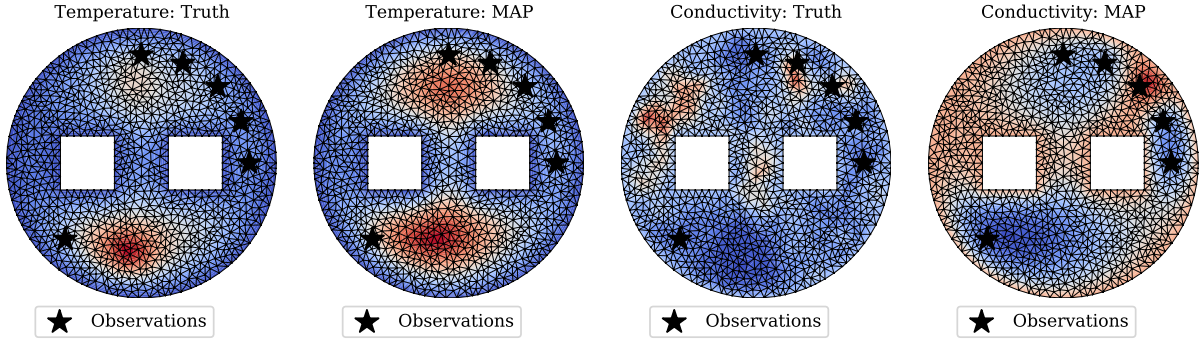 Temperature: Truth
Temperature: MAP
Conductivity: Truth
Conductivity: MAP
Observations
Observations
Observations
Observations